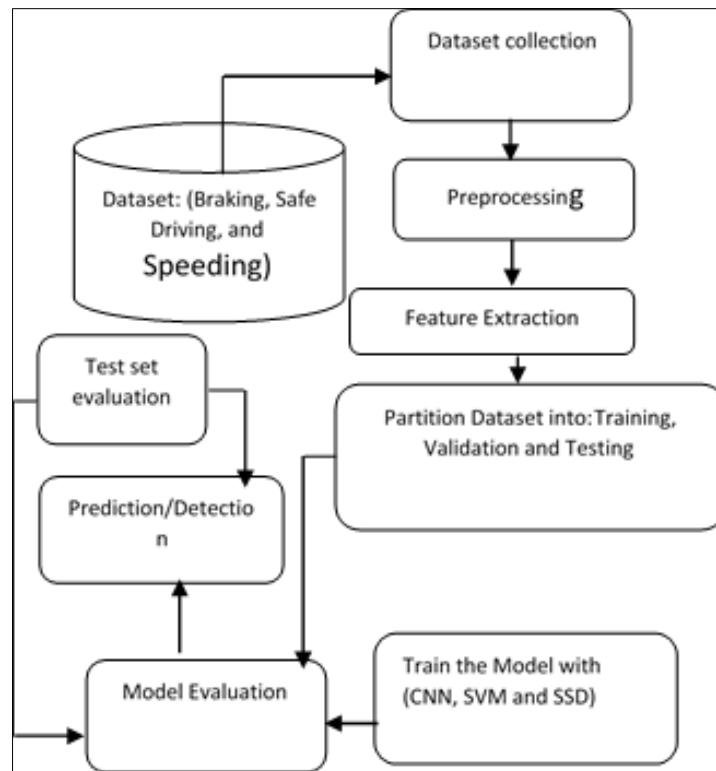 Dataset collection
Dataset: (Braking, Safe
Driving, and
Speeding)
Preprocessing
Feature Extraction
Test set
evaluation
Partition Dataset into:Training,
Validation and Testing
Prediction/Detectio
n
Train the Model with
(CNN, SVM and SSD)
Model Evaluation